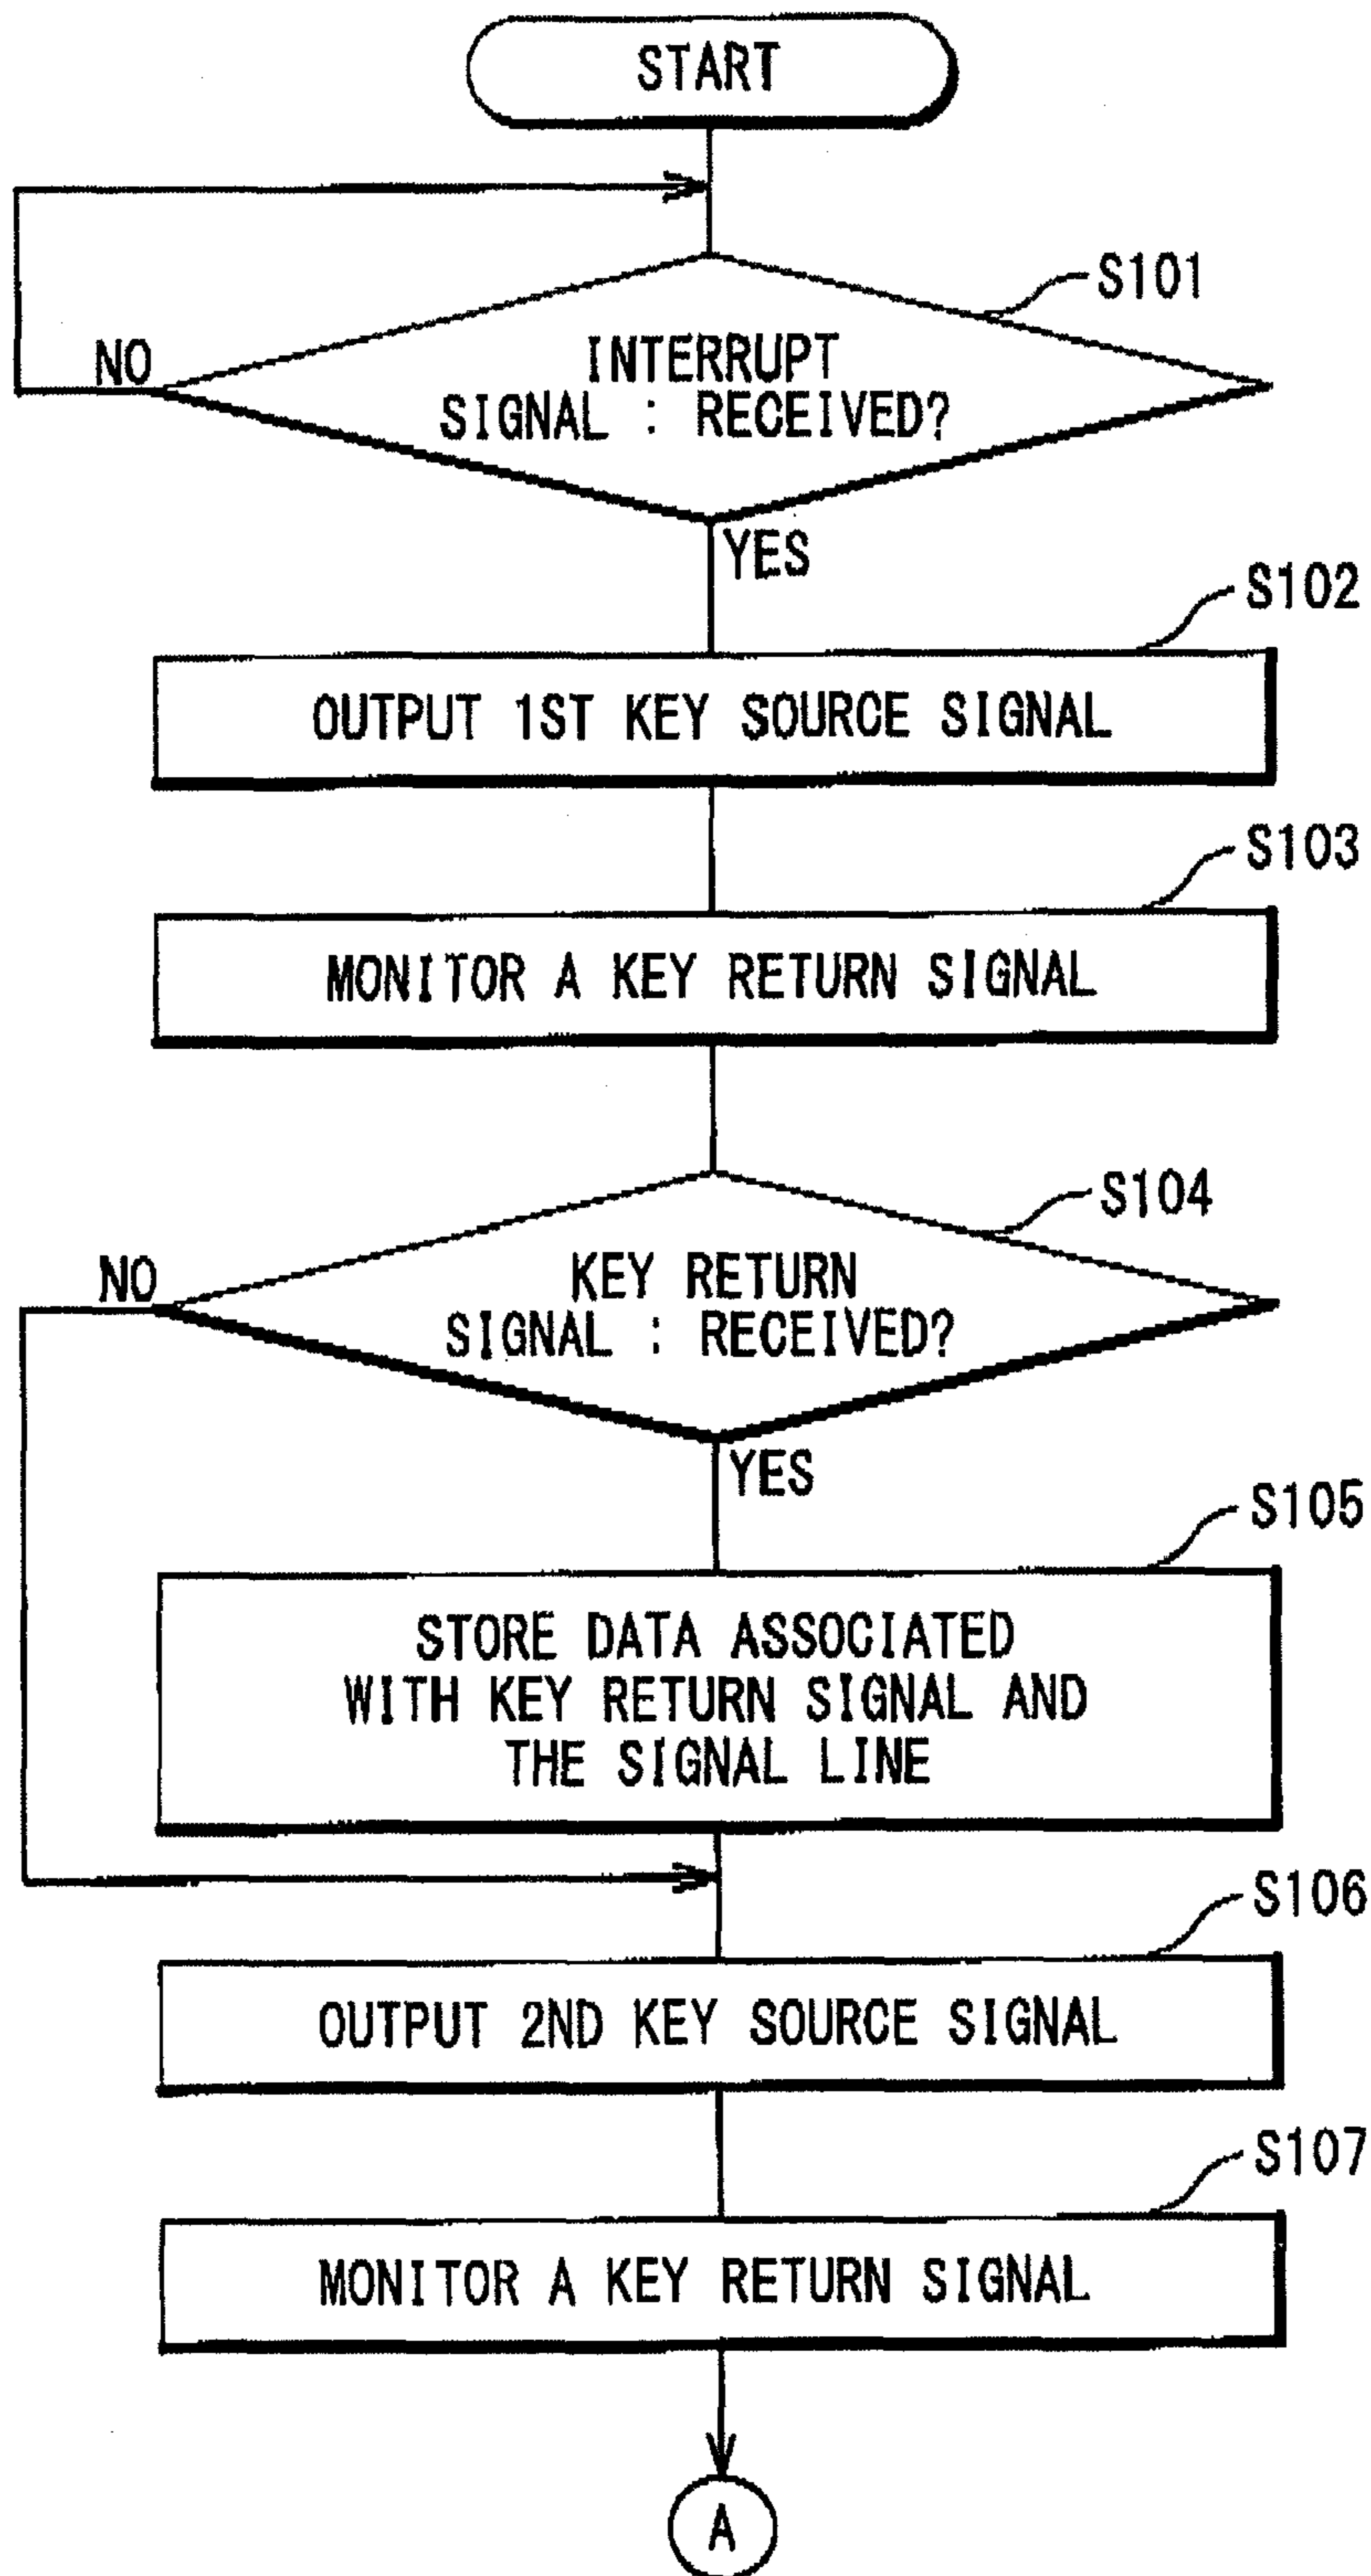 START
S101
NO
INTERRUPT
SIGNAL : RECEIVED?
YES
S102
OUTPUT 1ST KEY SOURCE SIGNAL
S103
MONITOR A KEY RETURN SIGNAL
S104
NO
KEY RETURN
SIGNAL : RECEIVED?
YES
S105
STORE DATA ASSOCIATED
WITH KEY RETURN SIGNAL AND
THE SIGNAL LINE
S106
OUTPUT 2ND KEY SOURCE SIGNAL
S107
MONITOR A KEY RETURN SIGNAL
A